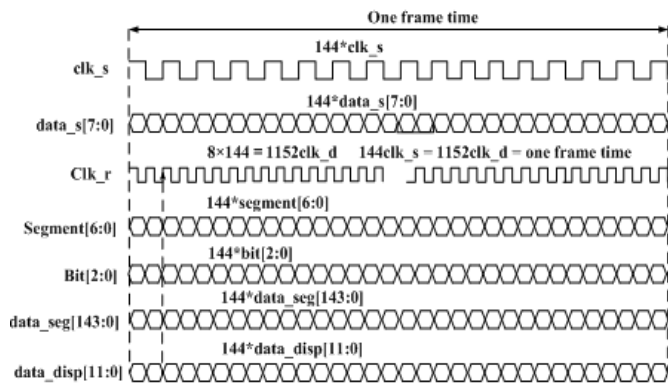 One frame time
144*clk_s
clk_s
144*data_s[7:0]
data_s[7:0]
8×144 = 1152clk_d 144clk_s = 1152clk_d = one frame time
Clk_r
144*segment[6:0]
Segment[6:0]
144*bit[2:0]
Bit[2:0]
144*data_seg[143:0]
data_seg[143:0]
144*data_disp[11:0]
data_disp[11:0]